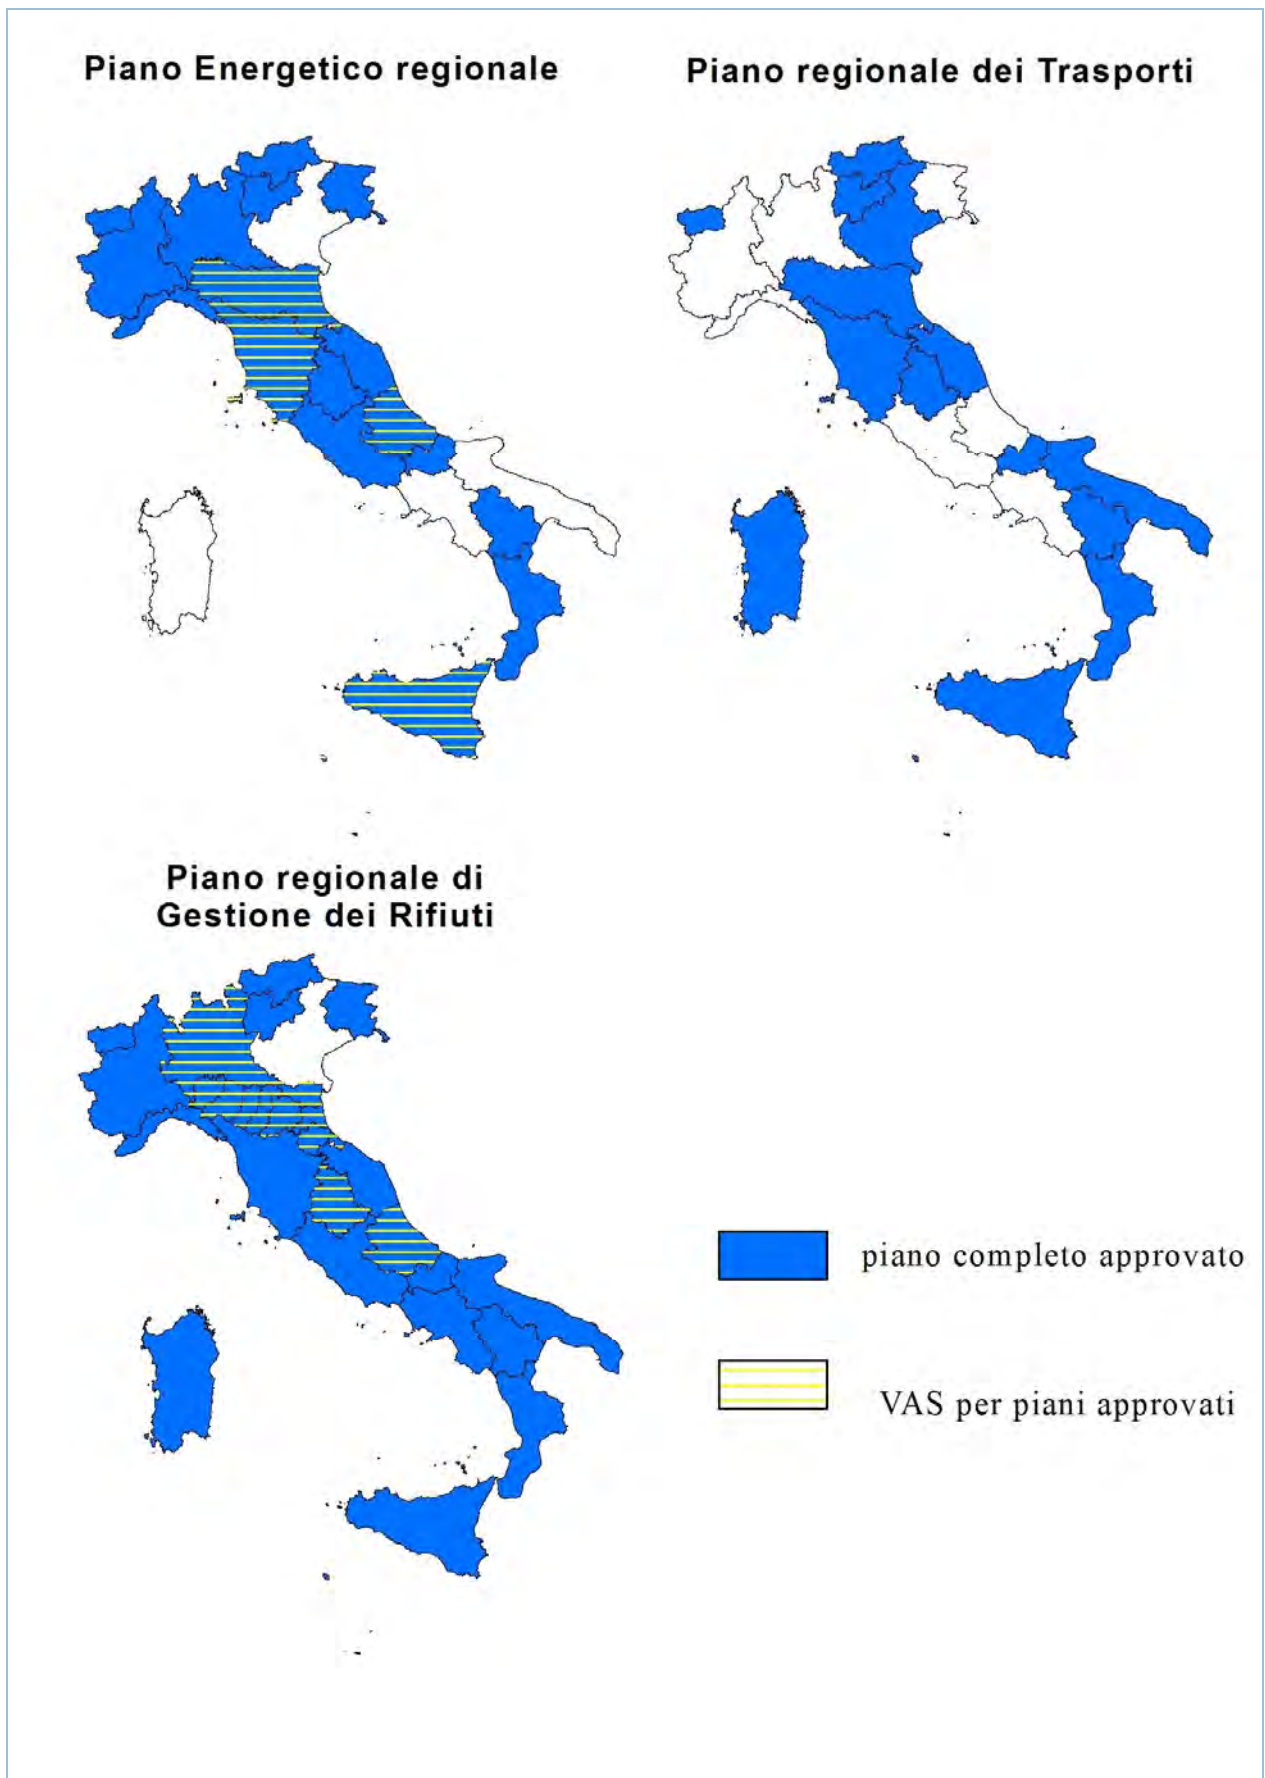 Piano Energetico regionale
Piano regionale dei Trasporti
Piano regionale di
Gestione dei Rifiuti
piano completo approvato
VAS per piani approvati